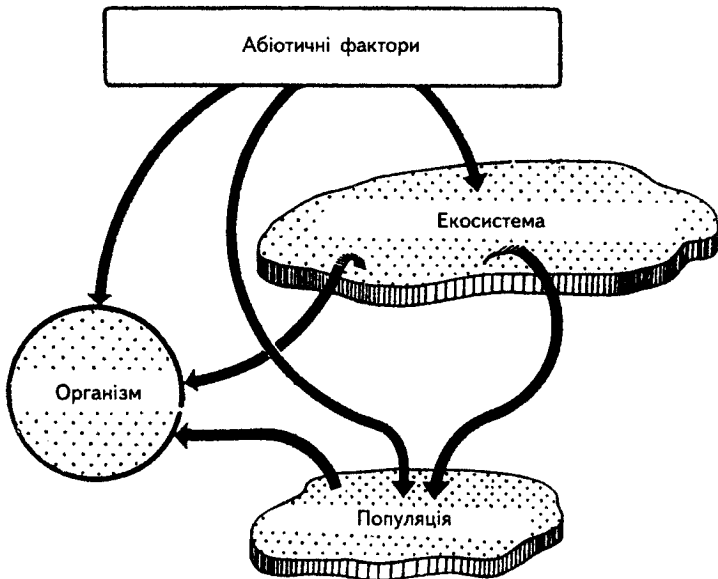 Абіотичні фактори
Екосистема
Організм
Популяція